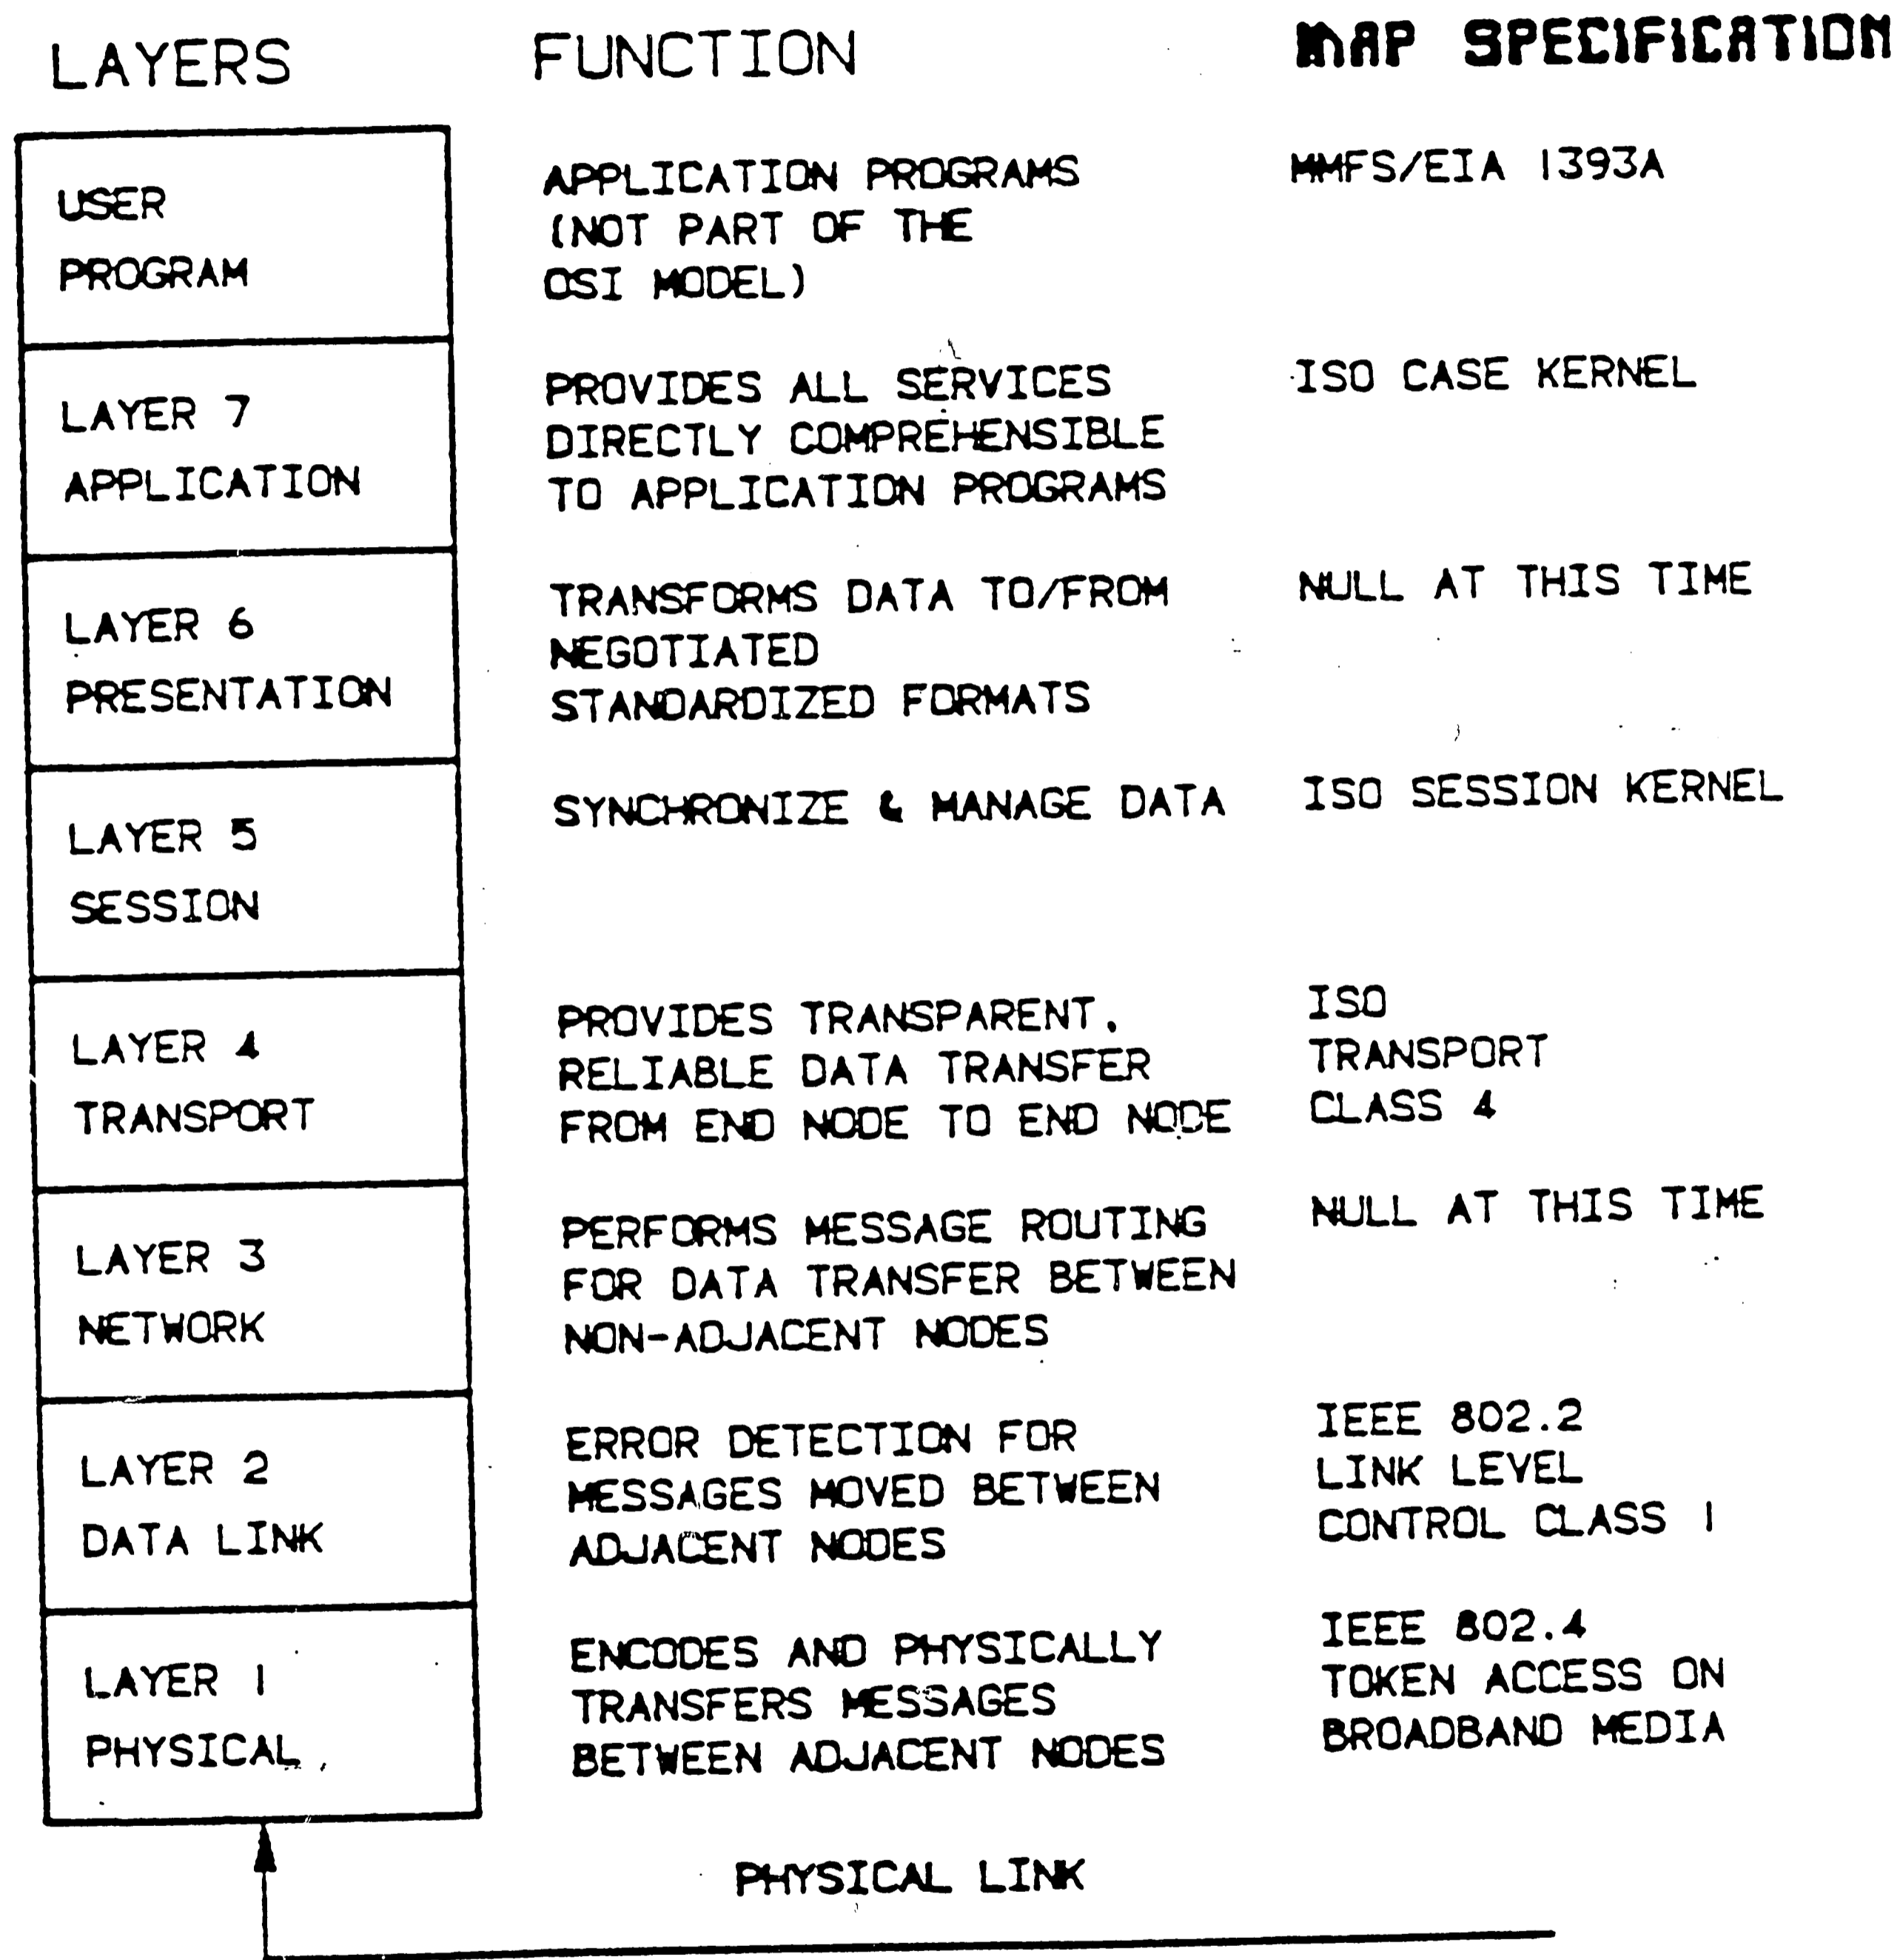 LAYERS FUNCTION MAP SPECIFICATION
USER
PROGRAM
APPLICATION PROGRAMS
(NOT PART OF THE
OSI MODEL)
MMFS/EIA 1393A
LAYER 7
APPLICATION
PROVIDES ALL SERVICES
DIRECTLY COMPREHENSIBLE
TO APPLICATION PROGRAMS
ISO CASE KERNEL
LAYER 6
PRESENTATION
TRANSFORMS DATA TO/FROM
NEGOTIATED
STANDARDIZED FORMATS
NULL AT THIS TIME
LAYER 5
SESSION
SYNCHRONIZE & MANAGE DATA
ISO SESSION KERNEL
LAYER 4
TRANSPORT
PROVIDES TRANSPARENT.
RELIABLE DATA TRANSFER
FROM END NODE TO END NODE
ISO
TRANSPORT
CLASS 4
LAYER 3
NETWORK
PERFORMS MESSAGE ROUTING
FOR DATA TRANSFER BETWEEN
NON-ADJACENT NODES
NULL AT THIS TIME
LAYER 2
DATA LINK
ERROR DETECTION FOR
MESSAGES MOVED BETWEEN
ADJACENT NODES
IEEE 802.2
LINK LEVEL
CONTROL CLASS 1
LAYER 1
PHYSICAL
ENCODES AND PHYSICALLY
TRANSFERS MESSAGES
BETWEEN ADJACENT NODES
IEEE 802.4
TOKEN ACCESS ON
BROADBAND MEDIA
PHYSICAL LINK